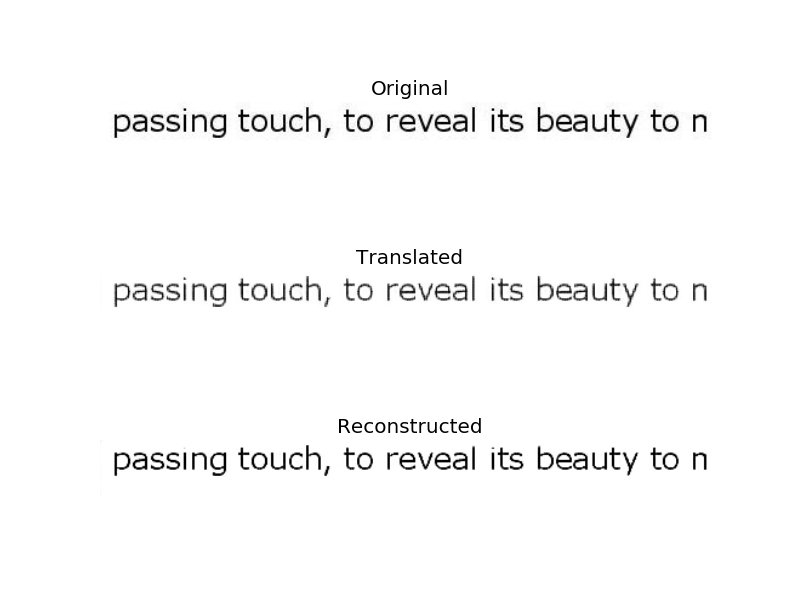 Original
passing touch, to reveal its beauty to n
Translated
passing touch, to reveal its beauty to n
Reconstructed
passing touch, to reveal its beauty to n